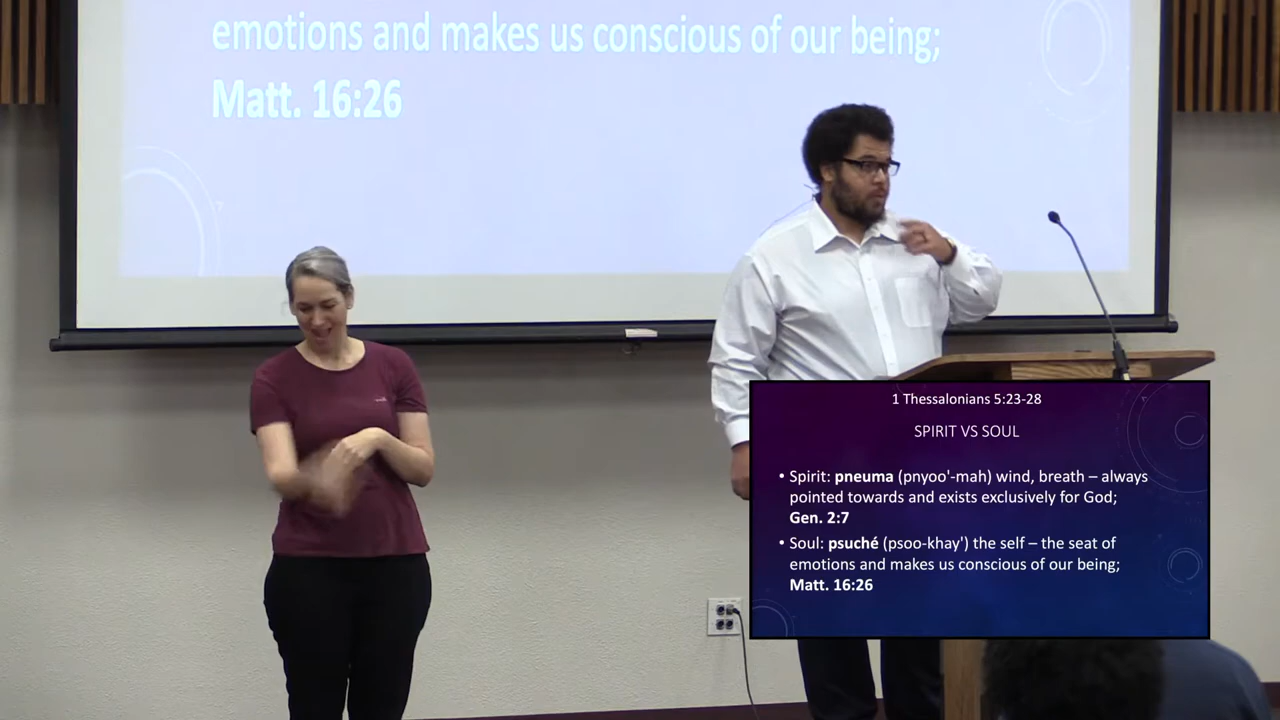 emotions and makes us conscious of our being;
Matt. 16:26
1 Thessalonians 5:23-28
SPIRIT VS SOUL
• Spirit: pneuma (pnyoo'-mah) wind, breath – always
pointed towards and exists exclusively for God;
Gen. 2:7
• Soul: psuché (psoo-khay') the self – the seat of
emotions and makes us conscious of our being;
Matt. 16:26